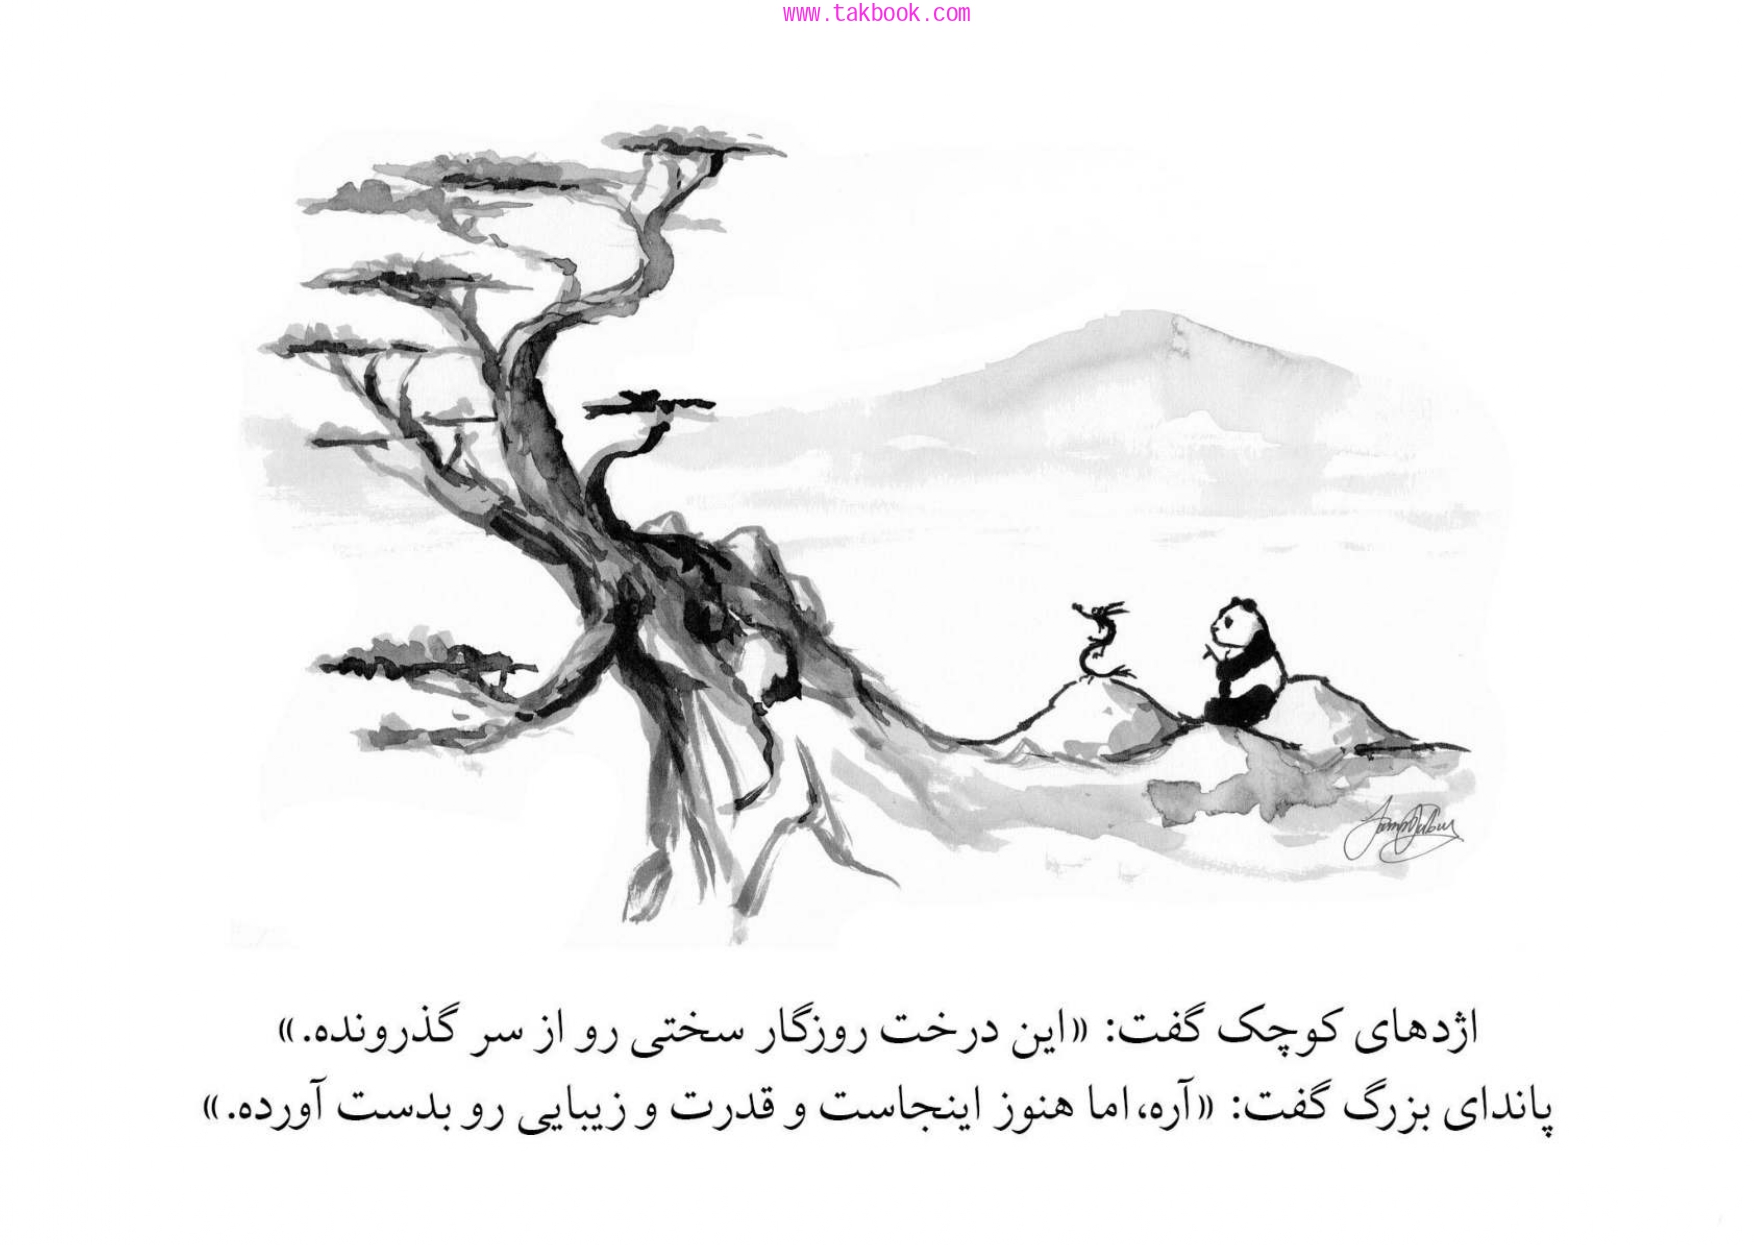 www.takbook.com
اژدهای کوچک گفت: «این درخت روزگار سختی رو از سر گذرونده.»
پاندای بزرگ گفت: «آره، اما هنوز اینجاست و قدرت و زیبایی رو بدست آورده.»